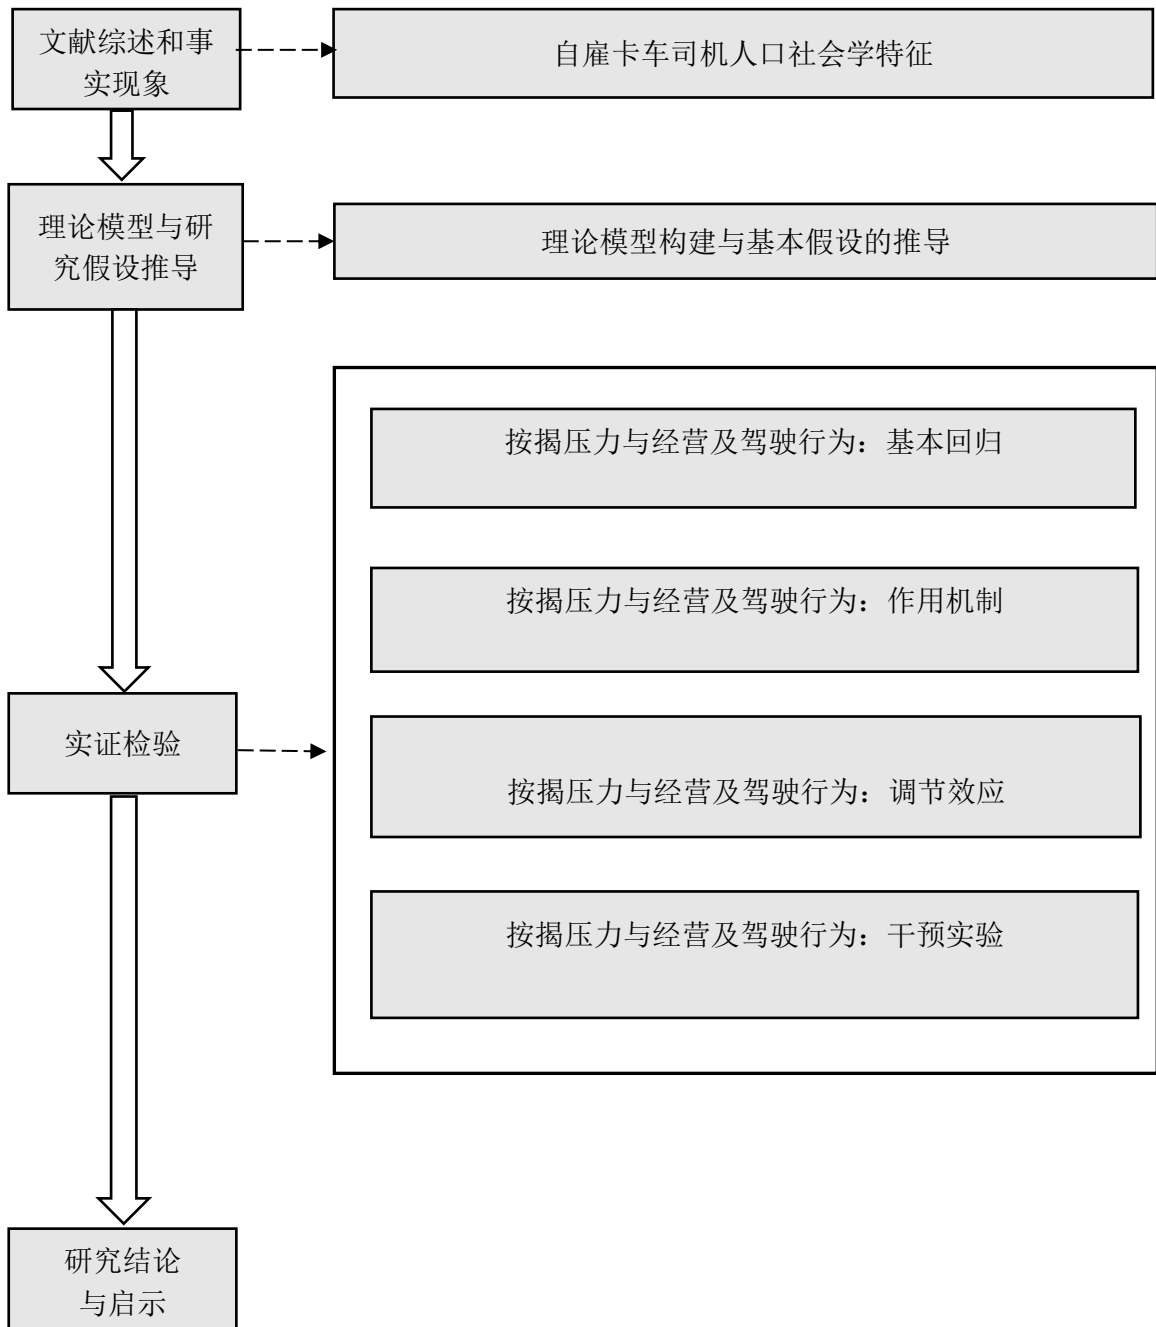 文献综述和事
实现象
自雇卡车司机人口社会学特征
理论模型与研
究假设推导
理论模型构建与基本假设的推导
按揭压力与经营及驾驶行为：基本回归
按揭压力与经营及驾驶行为：作用机制
实证检验
按揭压力与经营及驾驶行为：调节效应
按揭压力与经营及驾驶行为：干预实验
研究结论
与启示